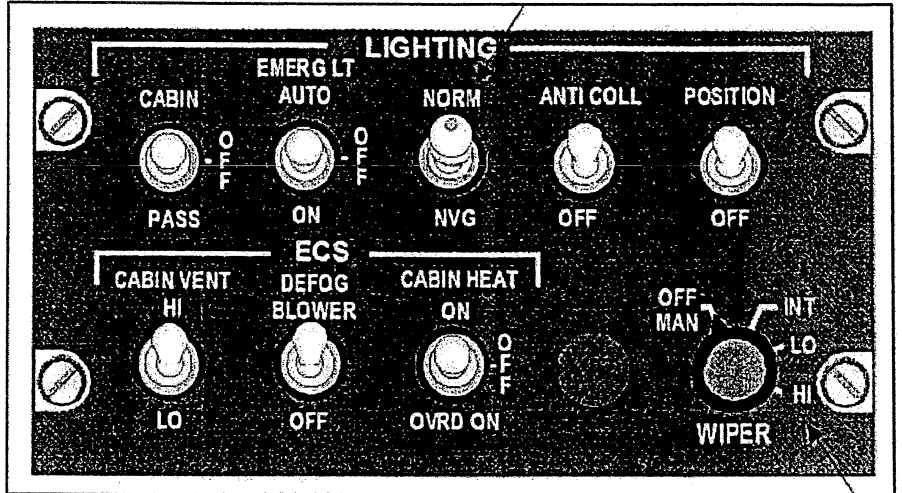 LIGHTING
CABIN
OFF
PASS
EMERG LT
AUTO
OFF
ON
NORM
NVG
ANTI COLL
OFF
POSITION
OFF
ECS
CABIN VENT
HI
LO
DEFOG
BLOWER
OFF
CABIN HEAT
ON
OFF
OVRD ON
OFF
MAN
INT
LO
HI
WIPER